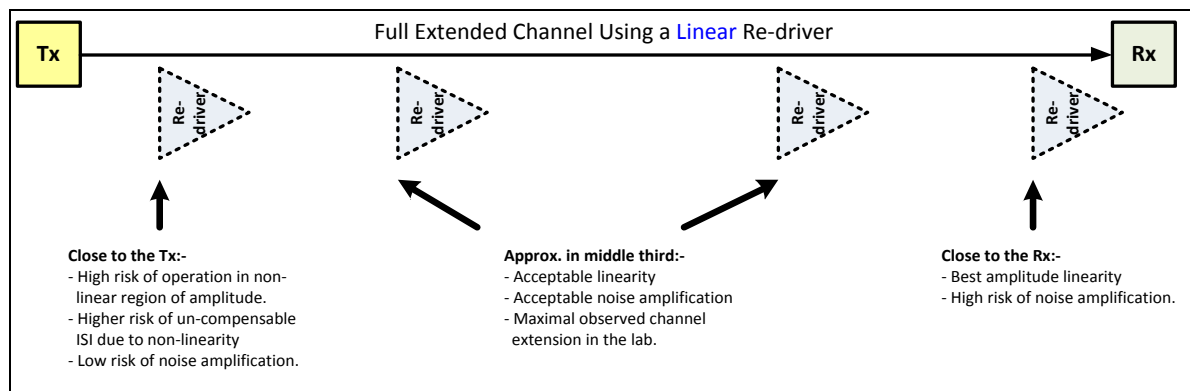 Full Extended Channel Using a Linear Re-driver
Tx
Rx
Re-
driver
Re-
driver
Re-
driver
Re-
driver
Close to the Tx:-
- High risk of operation in non-
linear region of amplitude.
- Higher risk of un-compensable
ISI due to non-linearity
- Low risk of noise amplification.
Approx. in middle third:-
- Acceptable linearity
- Acceptable noise amplification
- Maximal observed channel
extension in the lab.
Close to the Rx:-
- Best amplitude linearity
- High risk of noise amplification.